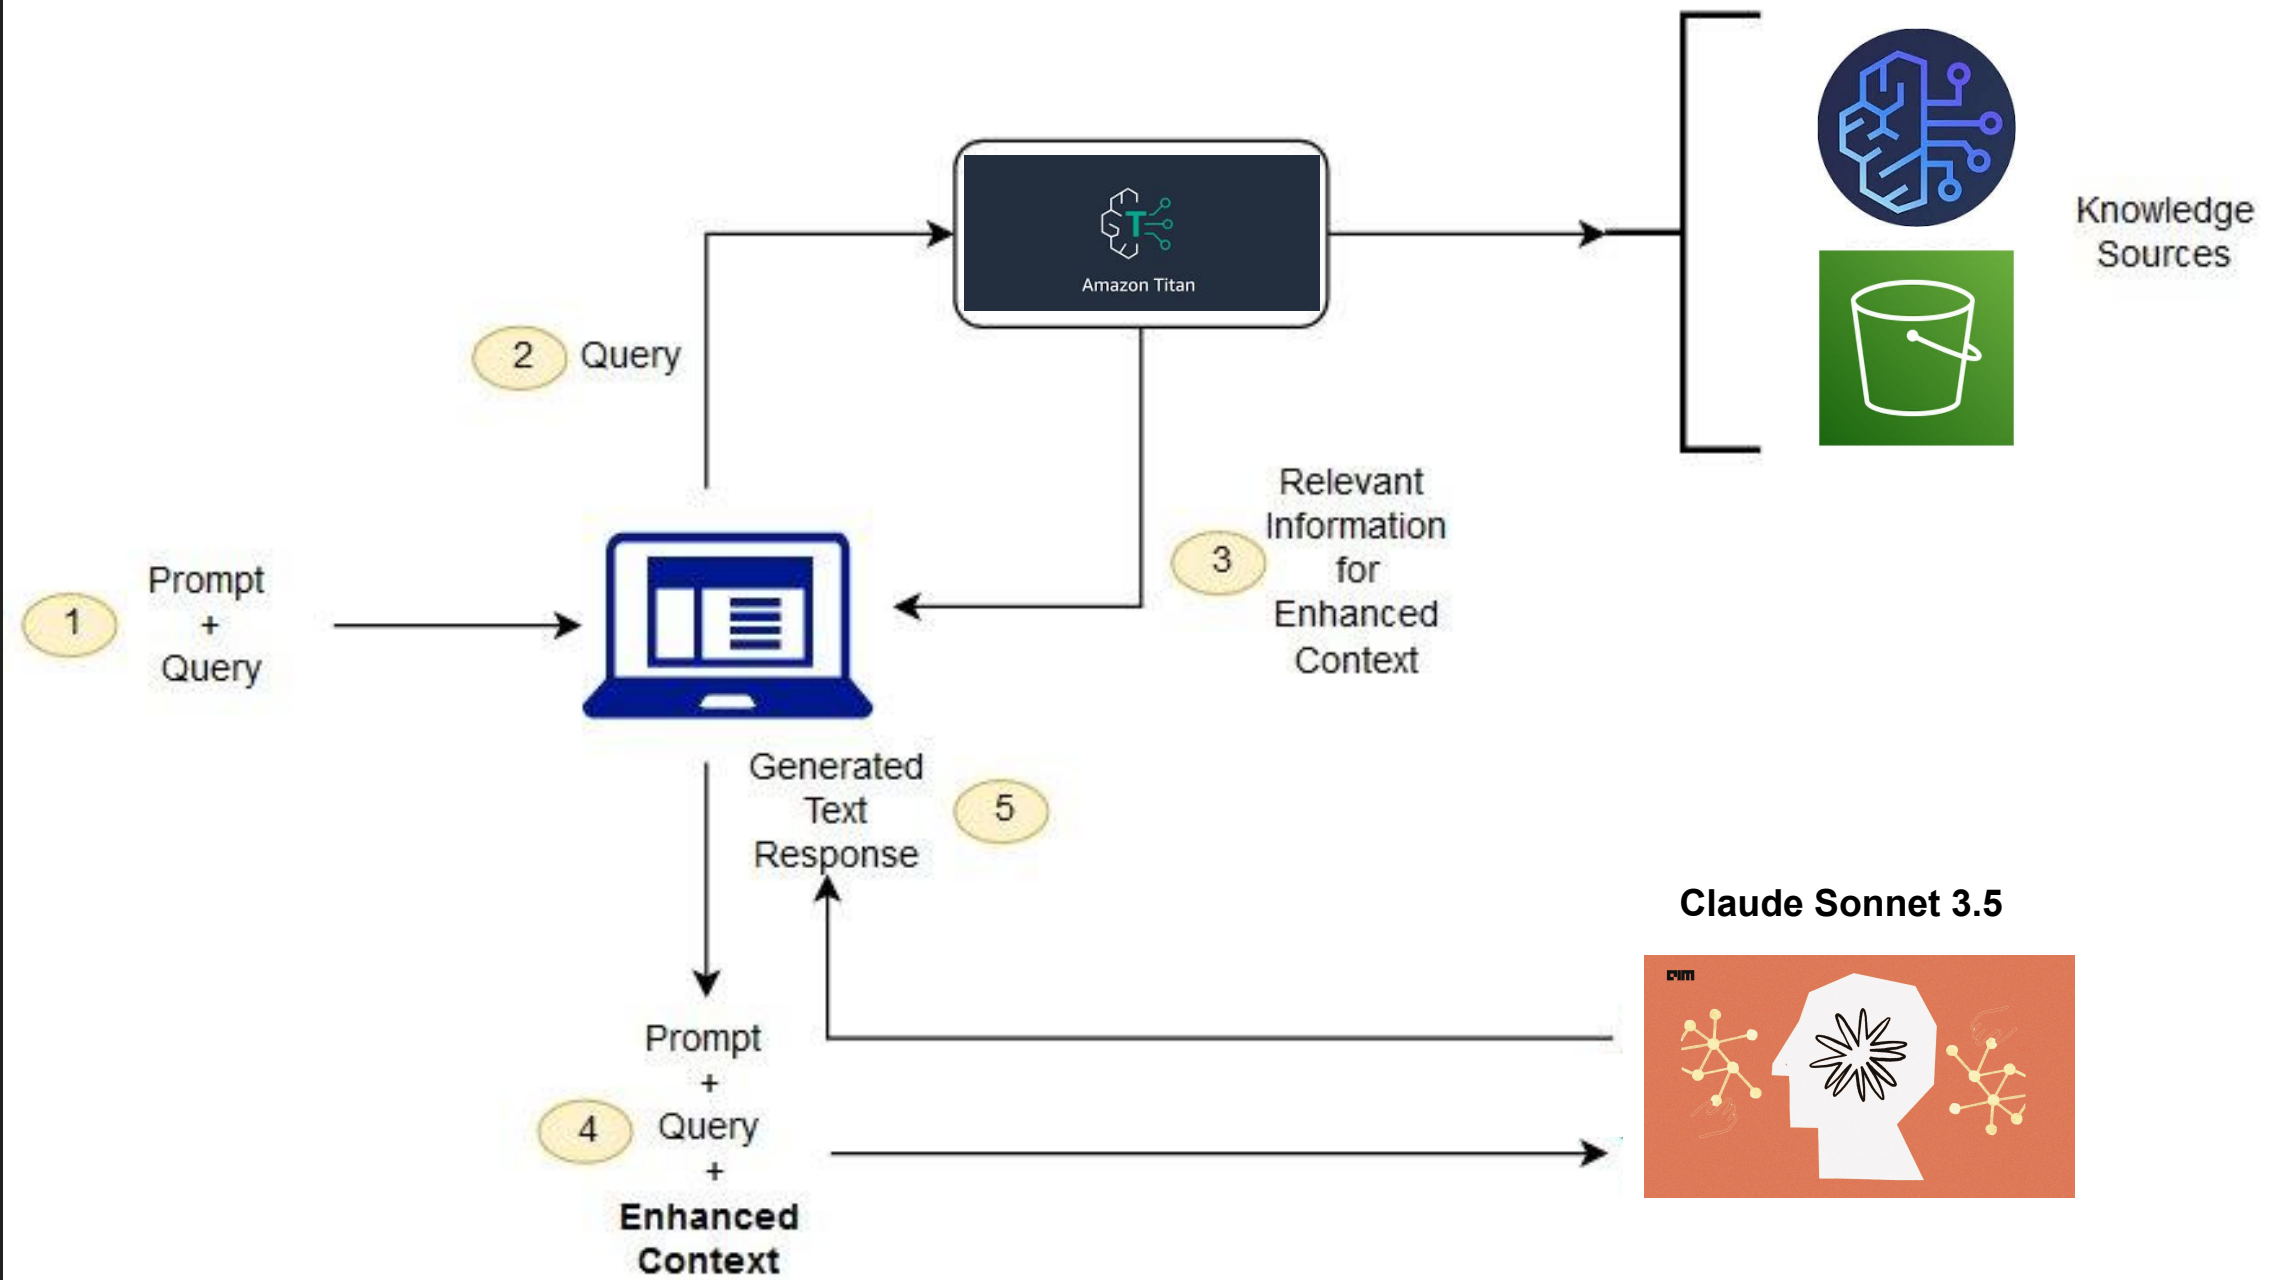 Amazon Titan
Knowledge
Sources
2
Query
Relevant
Information
for
Enhanced
Context
3
1
Prompt
+
Query
Generated
Text
Response
5
Claude Sonnet 3.5
AIM
Prompt
+
Query
+
Enhanced
Context
4